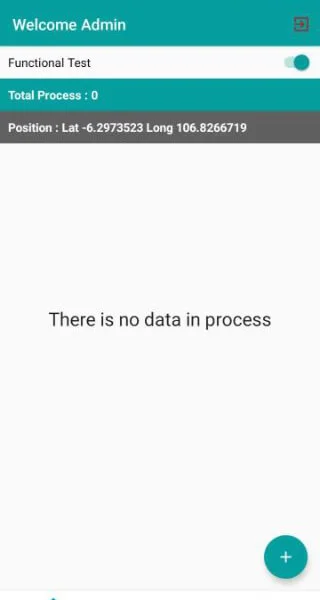 Welcome Admin
Functional Test
Total Process : 0
Position : Lat -6.2973523 Long 106.8266719
There is no data in process
+